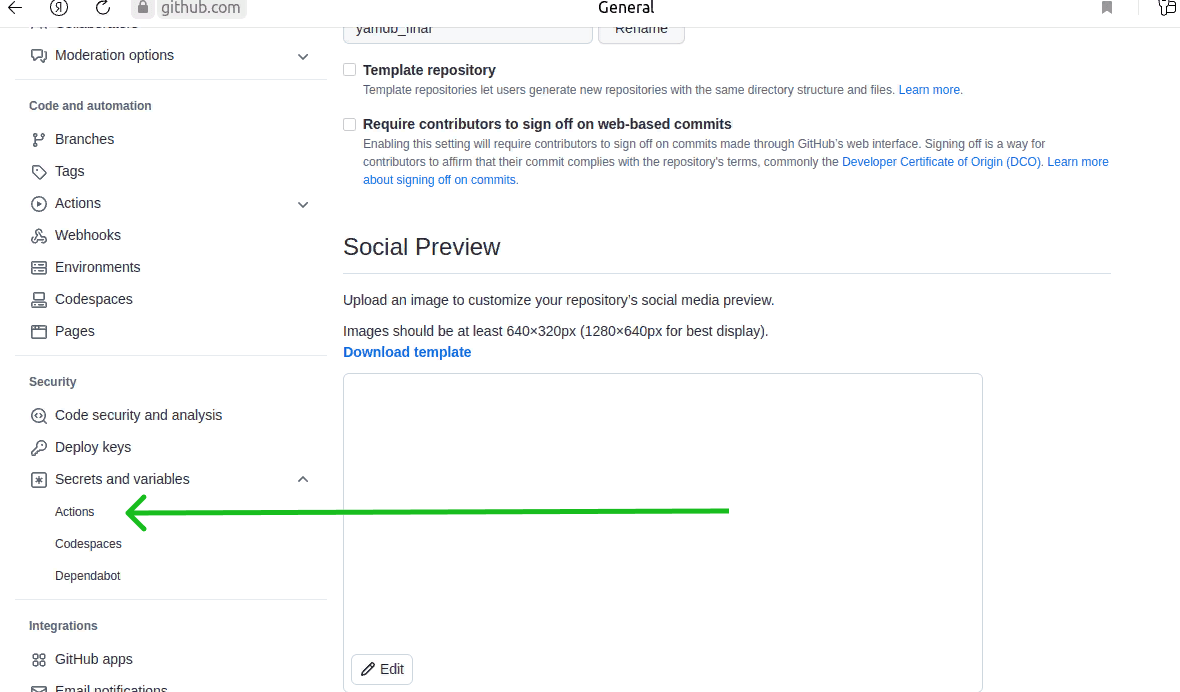 github.com
General
Collaborators
Moderation options
Code and automation
Branches
Tags
Actions
Webhooks
Environments
Codespaces
Pages
Security
Code security and analysis
Deploy keys
Secrets and variables
Actions
Codespaces
Dependabot
Integrations
GitHub apps
Email notifications
Rename
Template repository
Template repositories let users generate new repositories with the same directory structure and files. Learn more.
Require contributors to sign off on web-based commits
Enabling this setting will require contributors to sign off on commits made through GitHub's web interface. Signing off is a way for
contributors to affirm that their commit complies with the repository's terms, commonly the Developer Certificate of Origin (DCO). Learn more
about signing off on commits.
Social Preview
Upload an image to customize your repository's social media preview.
Images should be at least 640×320px (1280×640px for best display).
Download template
Edit